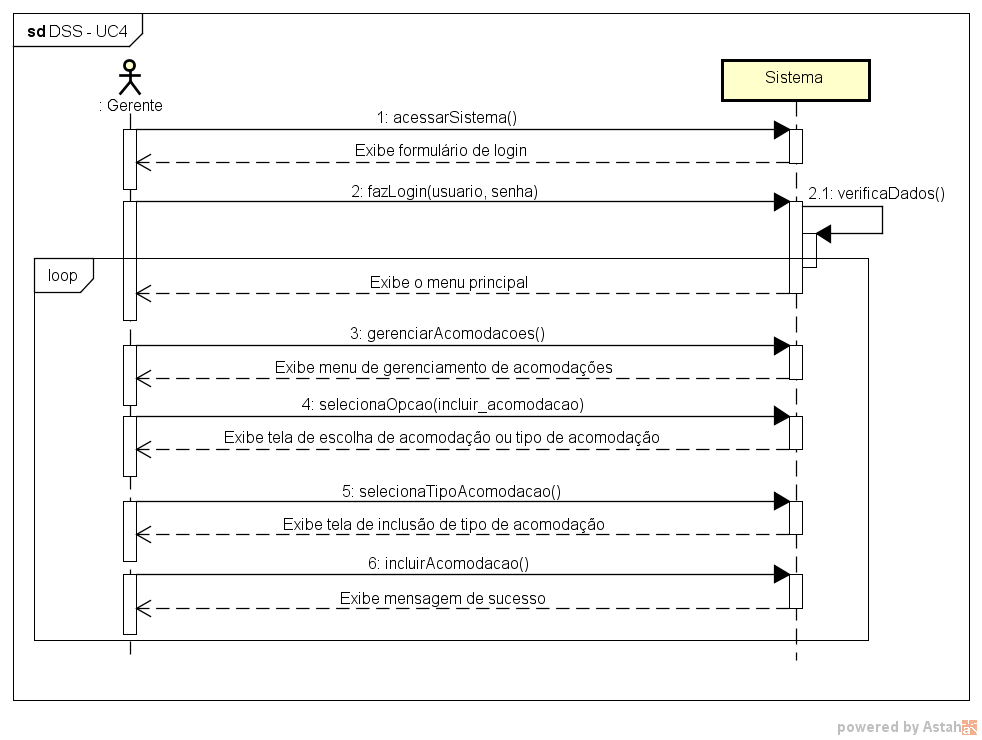 sd DSS - UC4
: Gerente
Sistema
1: acessarSistema()
Exibe formulário de login
2: fazLogin(usuario, senha)
2.1: verificaDados()
loop
Exibe o menu principal
3: gerenciarAcomodacoes()
Exibe menu de gerenciamento de acomodações
4: selecionaOpcao(incluir_acomodacao)
Exibe tela de escolha de acomodação ou tipo de acomodação
5: selecionaTipoAcomodacao()
Exibe tela de inclusão de tipo de acomodação
6: incluirAcomodacao()
Exibe mensagem de sucesso
powered by Astah